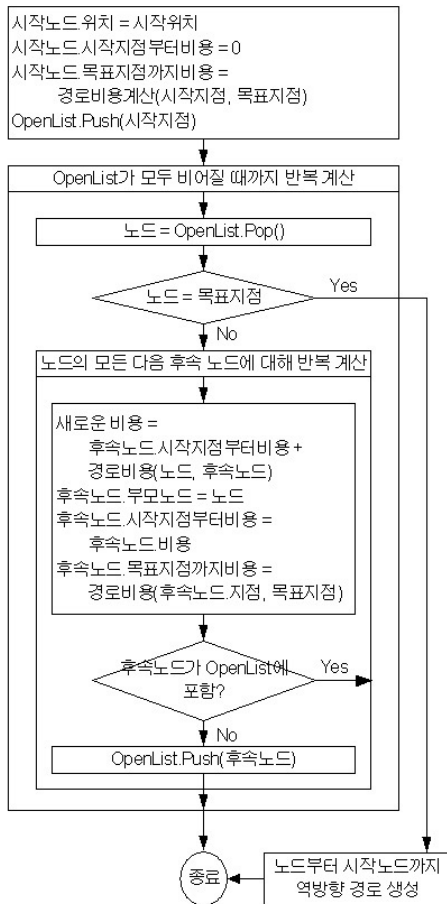 시작노드.위치 = 시작위치
시작노드.시작지점부터비용 = 0
시작노드.목표지점까지비용 =
경로비용계산(시작지점, 목표지점)
OpenList.Push(시작지점)
OpenList가 모두 비어질 때까지 반복 계산
노드 = OpenList.Pop()
노드 = 목표지점
Yes
No
노드의 모든 다음 후속 노드에 대해 반복 계산
새로운 비용 =
후속노드.시작지점부터비용 +
경로비용(노드, 후속노드)
후속노드.부모노드 = 노드
후속노드.시작지점부터비용 =
후속노드.비용
후속노드.목표지점까지비용 =
경로비용(후속노드.지점, 목표지점)
후속노드가 OpenList에
포함?
Yes
No
OpenList.Push(후속노드)
종료
노드부터 시작노드까지
역방향 경로 생성